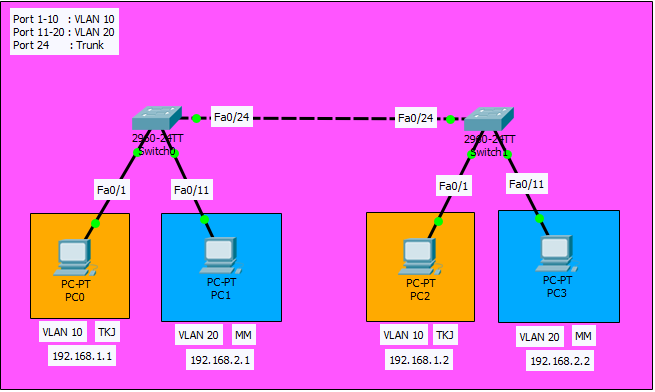 Port 1-10 : VLAN 10
Port 11-20 : VLAN 20
Port 24 : Trunk
Fa0/24
Fa0/24
2960-24TT
Switch0
2960-24TT
Switch1
Fa0/1
Fa0/11
Fa0/1
Fa0/11
PC-PT
PC0
PC-PT
PC1
PC-PT
PC2
PC-PT
PC3
VLAN 10 TKJ
VLAN 20 MM
VLAN 10 TKJ
VLAN 20 MM
192.168.1.1
192.168.2.1
192.168.1.2
192.168.2.2